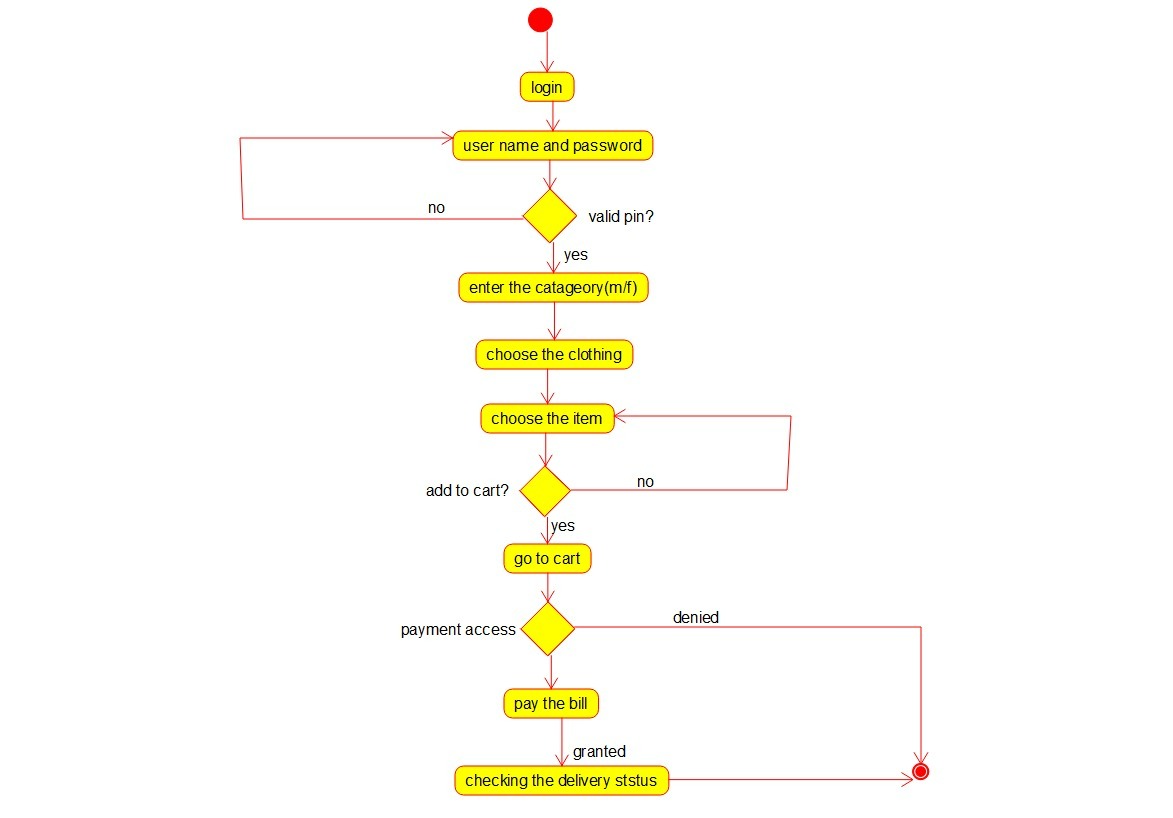 login
user name and password
no
valid pin?
yes
enter the catageory(m/f)
choose the clothing
choose the item
no
add to cart?
yes
go to cart
denied
payment access
pay the bill
granted
checking the delivery ststus